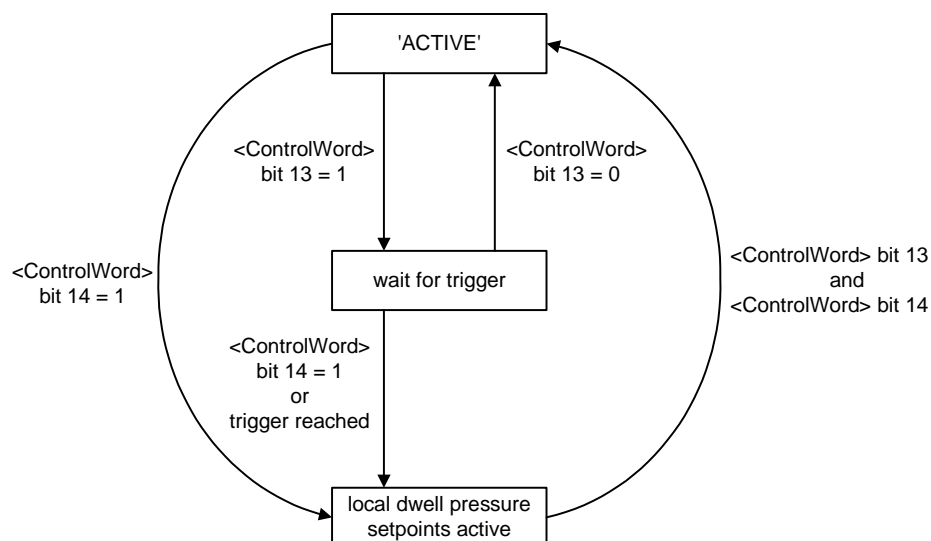 'ACTIVE'
<ControlWord>
bit 13 = 1
<ControlWord>
bit 13 = 0
<ControlWord>
bit 14 = 1
wait for trigger
<ControlWord> bit 13
and
<ControlWord> bit 14
<ControlWord>
bit 14 = 1
or
trigger reached
local dwell pressure
setpoints active